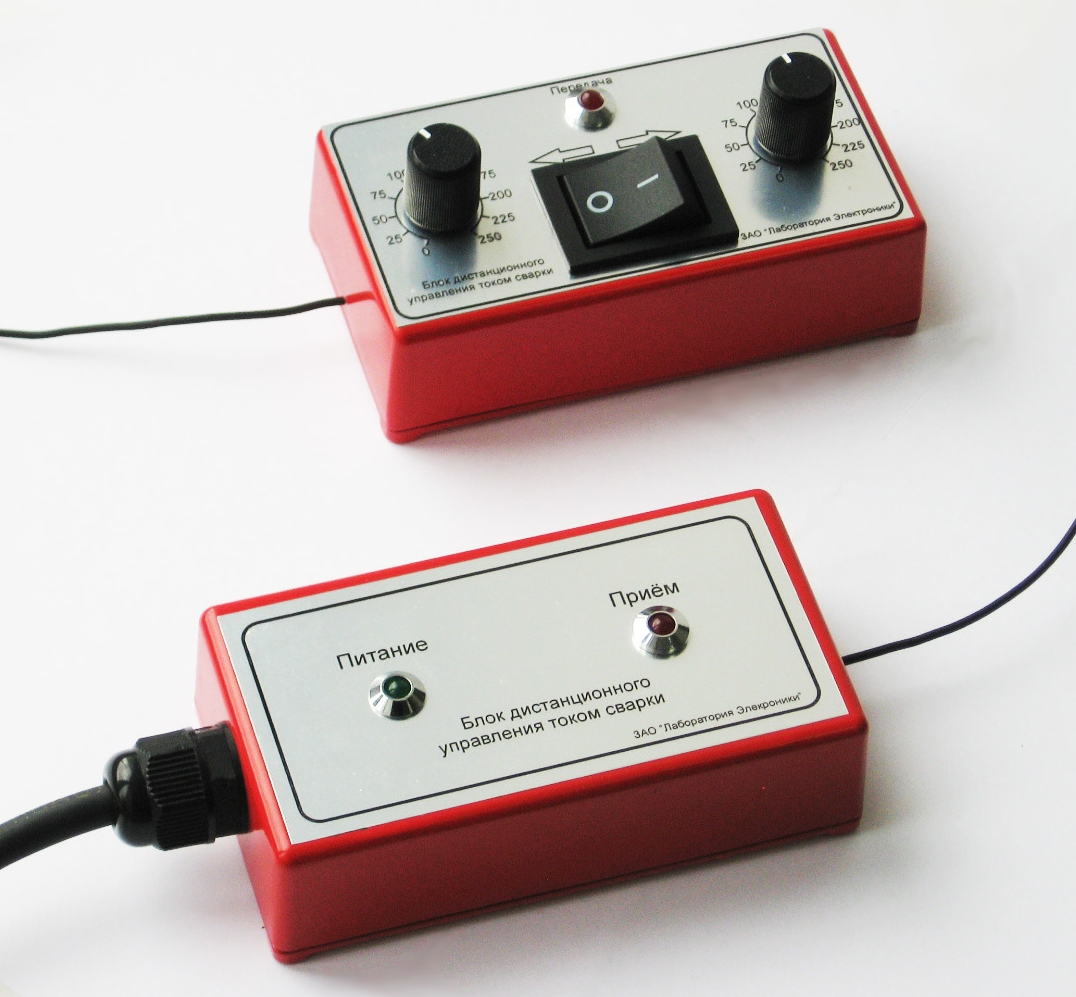 Передача
100 75
75 200
50 225
25 0 250
100 5
75 200
50 225
25 0 250
Блок дистанционного
управления током сварки
ЗАО "Лаборатория Электроники"
O I
Приём
Питание
Блок дистанционного
управления током сварки
ЗАО "Лаборатория Элекроники"